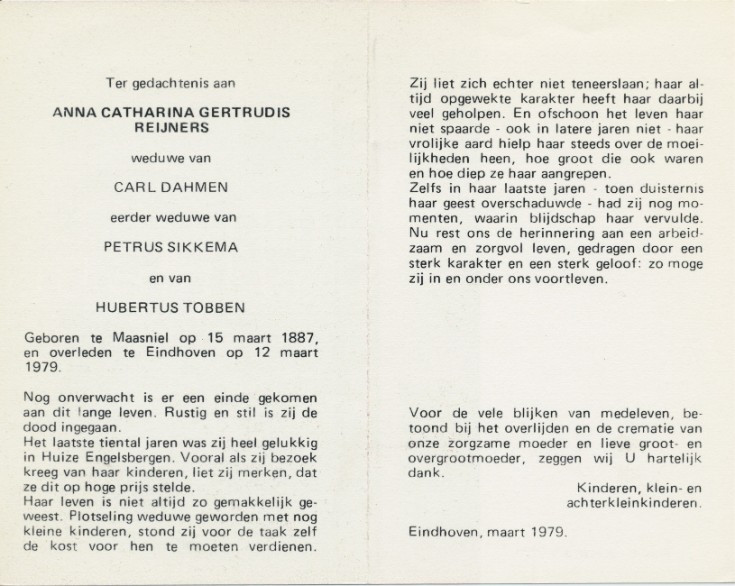 Ter gedachtenis aan
ANNA CATHARINA GERTRUDIS
REIJNERS
weduwe van
CARL DAHMEN
eerder weduwe van
PETRUS SIKKEMA
en van
HUBERTUS TOBBEN
Geboren te Maasniel op 15 maart 1887,
en overleden te Eindhoven op 12 maart
1979.
Nog onverwacht is er een einde gekomen
aan dit lange leven. Rustig en stil is zij de
dood ingegaan.
Het laatste tiental jaren was zij heel gelukkig
in Huize Engelsbergen. Vooral als zij bezoek
kreeg van haar kinderen, liet zij merken, dat
ze dit op hoge prijs stelde.
Haar leven is niet altijd zo gemakkelijk ge-
weest. Plotseling weduwe geworden met nog
kleine kinderen, stond zij voor de taak zelf
de kost voor hen te moeten verdienen.
Zij liet zich echter niet teneerslaan; haar al-
tijd opgewekte karakter heeft haar daarbij
veel geholpen. En ofschoon het leven haar
niet spaarde - ook in latere jaren niet - haar
vrolijke aard hielp haar steeds over de moei-
lijkheden heen, hoe groot die ook waren
en hoe diep ze haar aangrepen.
Zelfs in haar laatste jaren - toen duisternis
haar geest overschaduwde - had zij nog mo-
menten, waarin blijdschap haar vervulde.
Nu rest ons de herinnering aan een arbeid-
zaam en zorgvol leven, gedragen door een
sterk karakter en een sterk geloof: zo moge
zij in en onder ons voortleven.
Voor de vele blijken van medeleven, be-
toond bij het overlijden en de crematie van
onze zorgzame moeder en lieve groot- en
overgrootmoeder, zeggen wij U hartelijk
dank.
Kinderen, klein- en
achterkleinkinderen.
Eindhoven, maart 1979.